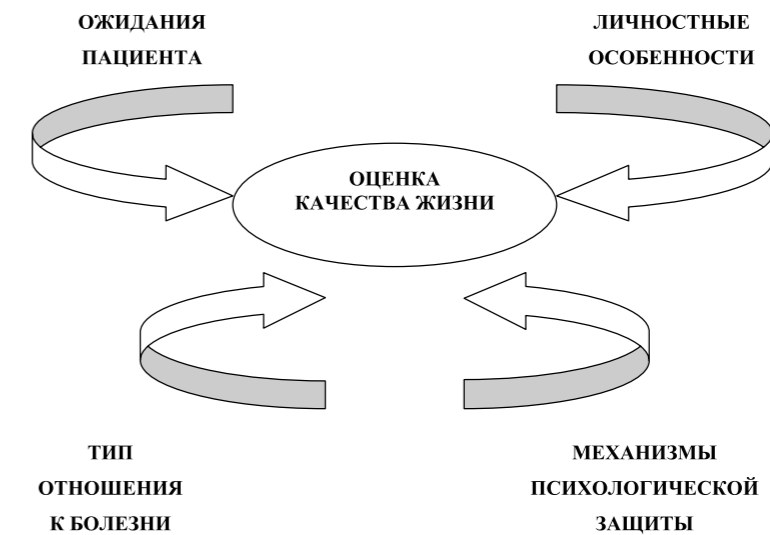 ОЖИДАНИЯ
ПАЦИЕНТА
ЛИЧНОСТНЫЕ
ОСОБЕННОСТИ
ОЦЕНКА
КАЧЕСТВА ЖИЗНИ
ТИП
ОТНОШЕНИЯ
К БОЛЕЗНИ
МЕХАНИЗМЫ
ПСИХОЛОГИЧЕСКОЙ
ЗАЩИТЫ